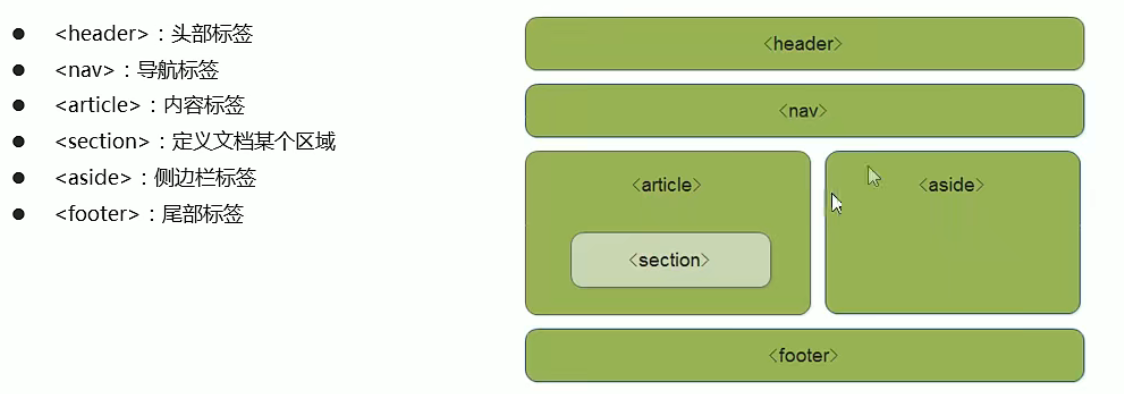 ● <header>：头部标签
● <nav>：导航标签
● <article>：内容标签
● <section>：定义文档某个区域
● <aside>：侧边栏标签
● <footer>：尾部标签
<header>
<nav>
<article>
<aside>
<section>
<footer>